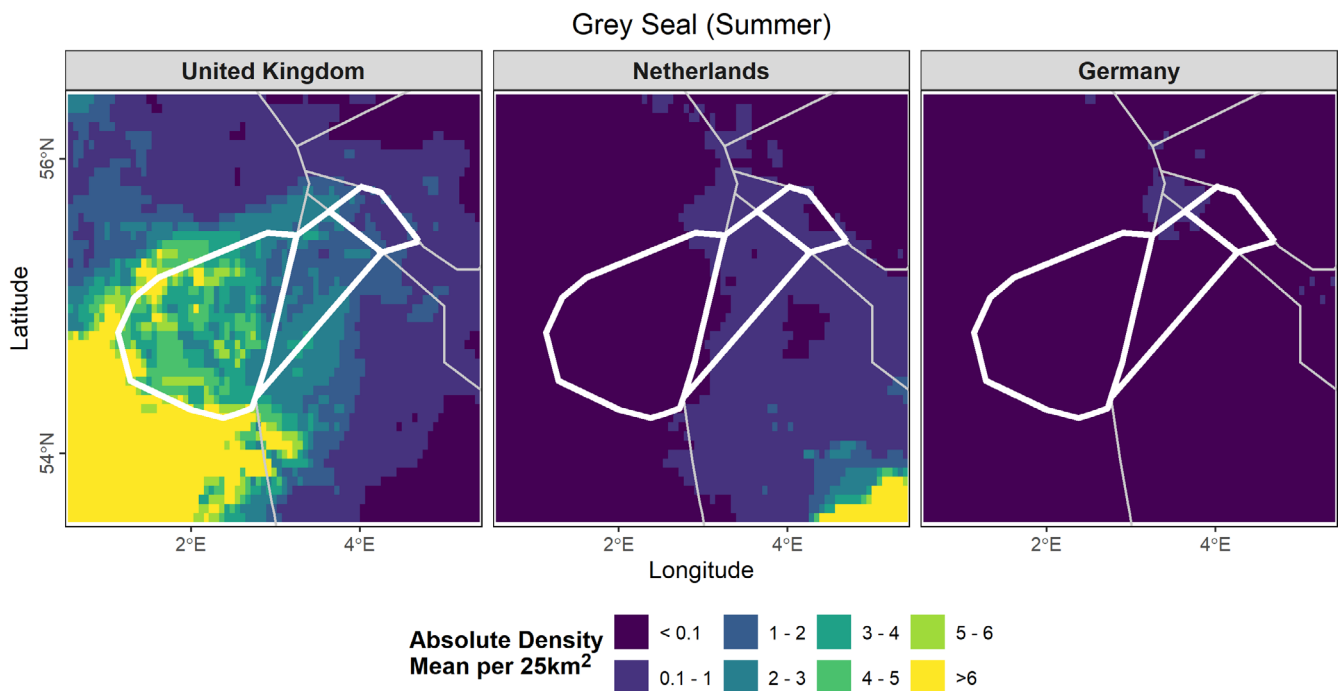 Grey Seal (Summer)
United Kingdom
Netherlands
Germany
56°N
54°N
Latitude
2°E
4°E
2°E
4°E
2°E
4°E
Longitude
Absolute Density
Mean per 25km²
< 0.1
1 - 2
3 - 4
5 - 6
0.1 - 1
2 - 3
4 - 5
>6